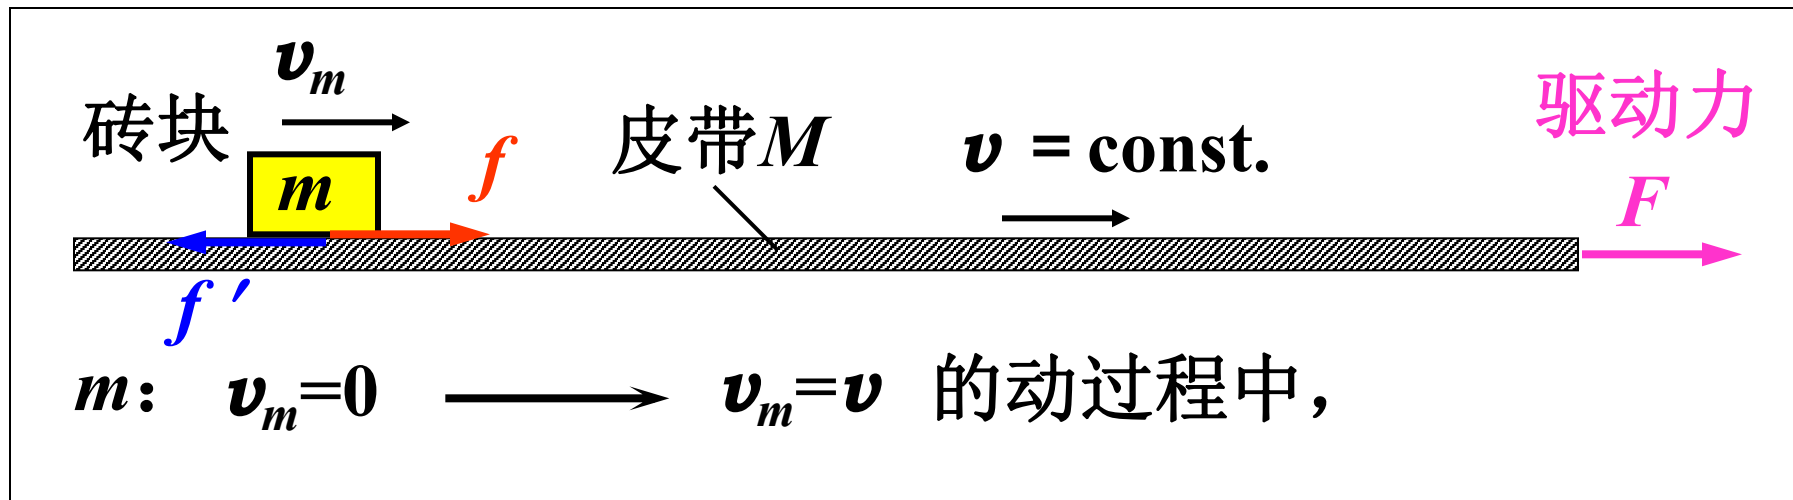 v_m
砖块
m
f
皮带M
v = const.
驱动力
F
f ′
m： v_m=0 ⟶ v_m=v 的动过程中，